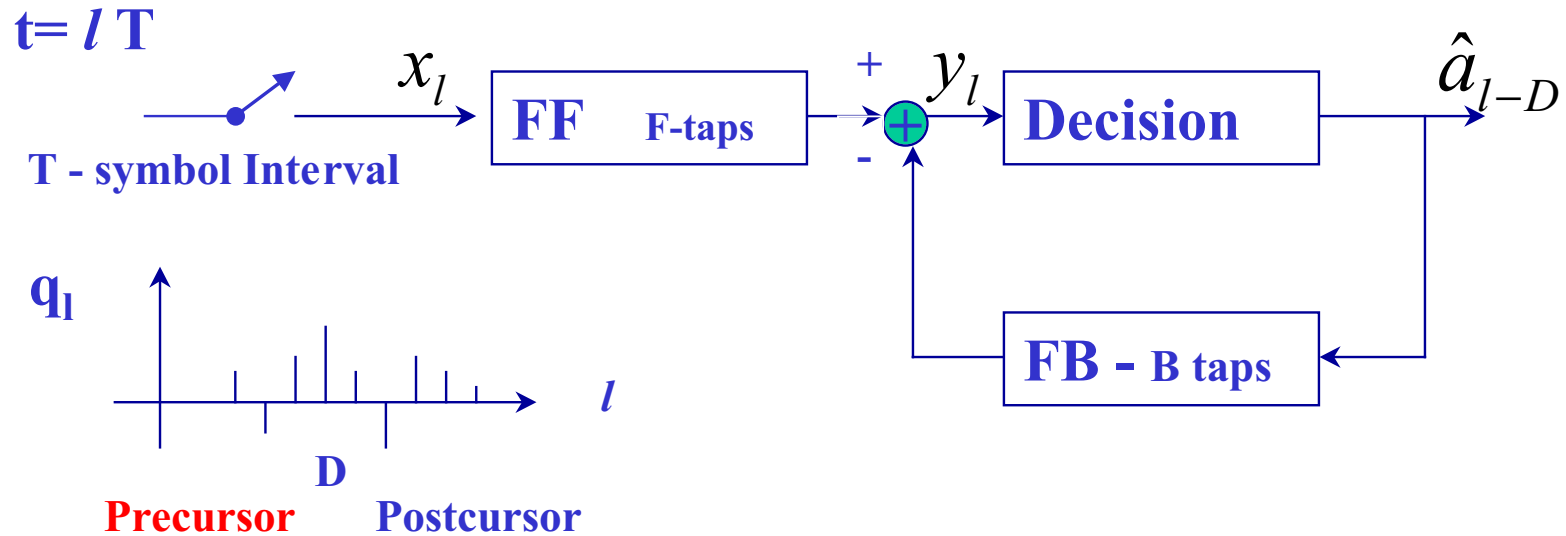 t= l T
x_l
FF F-taps
+
-
+
y_l
Decision
â_{l-D}
T - symbol Interval
FB - B taps
q_l
l
D
Precursor Postcursor